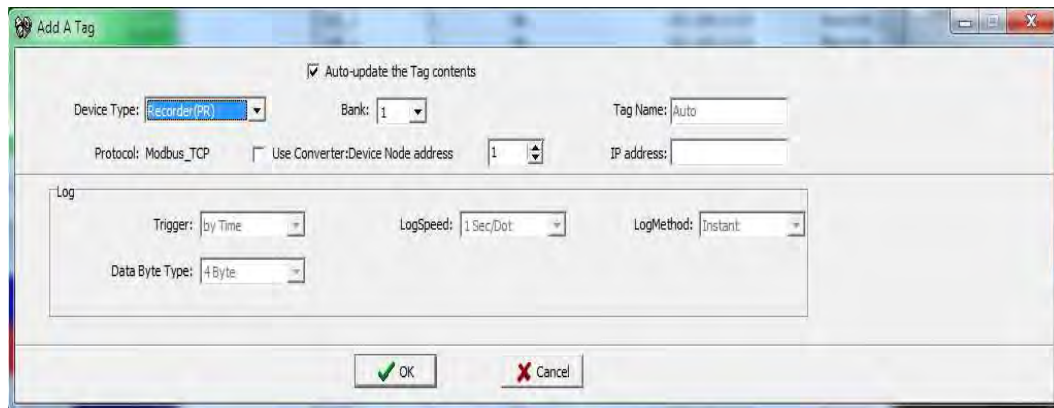 Add A Tag
Auto-update the Tag contents
Device Type: Recorder(PR) Bank: 1 Tag Name: Auto
Protocol: Modbus_TCP Use Converter:Device Node address 1 IP address:
Log
Trigger: by Time LogSpeed: 1 Sec/Dot LogMethod: Instant
Data Byte Type: 4 Byte
OK Cancel